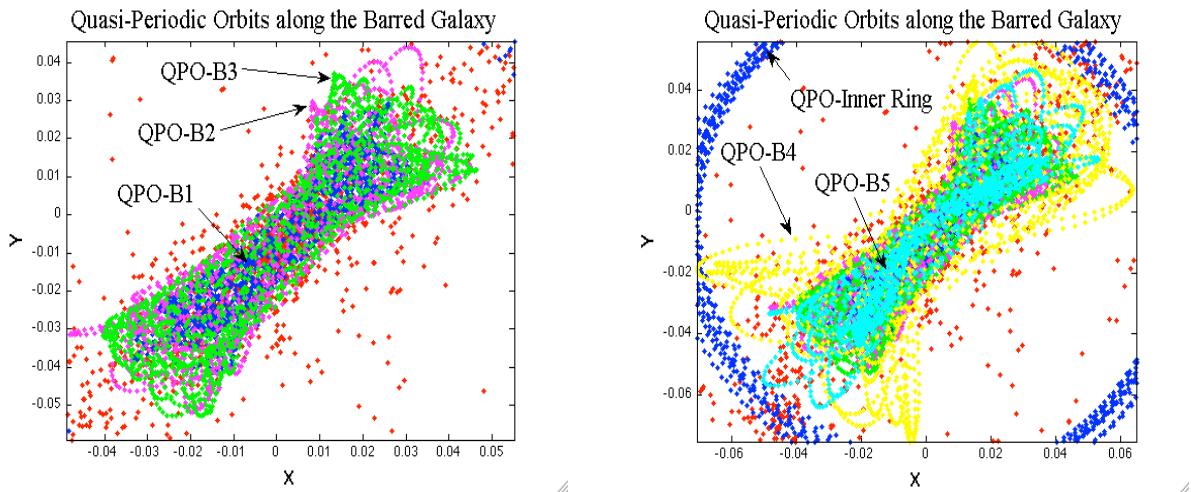 Quasi-Periodic Orbits along the Barred Galaxy
0.04
0.03
0.02
0.01
0
-0.01
-0.02
-0.03
-0.04
-0.05
Y
QPO-B3
QPO-B2
QPO-B1
-0.04 -0.03 -0.02 -0.01 0 0.01 0.02 0.03 0.04 0.05
X
Quasi-Periodic Orbits along the Barred Galaxy
0.04
0.02
0
-0.02
-0.04
-0.06
Y
QPO-Inner Ring
QPO-B4
QPO-B5
-0.06 -0.04 -0.02 0 0.02 0.04 0.06
X